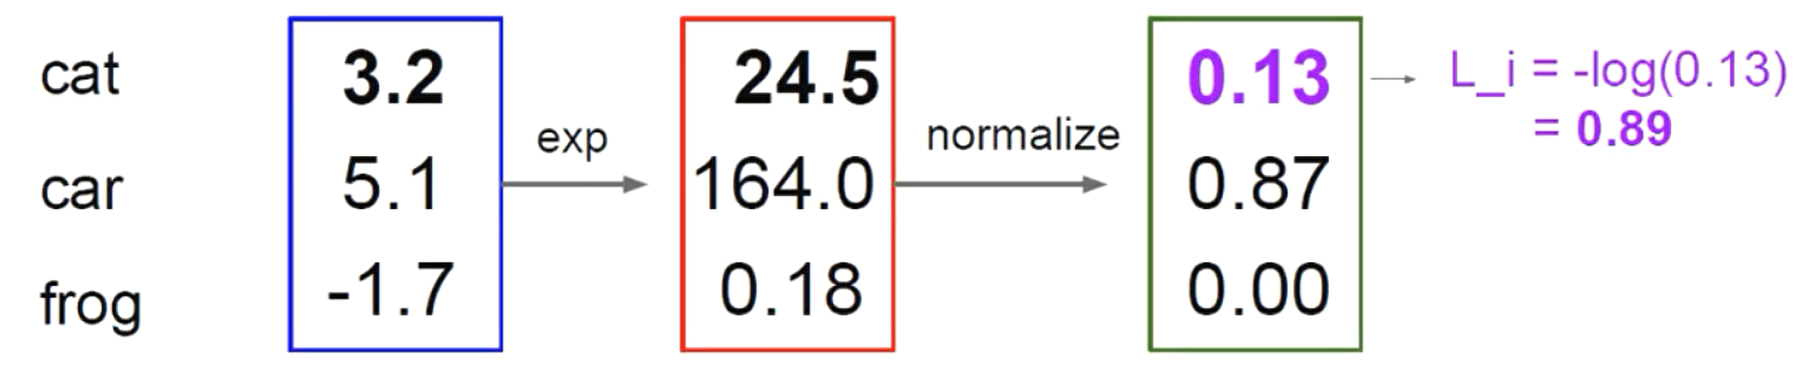 cat 3.2 24.5 0.13 L_i = -log(0.13)
exp normalize = 0.89
car 5.1 164.0 0.87
frog -1.7 0.18 0.00